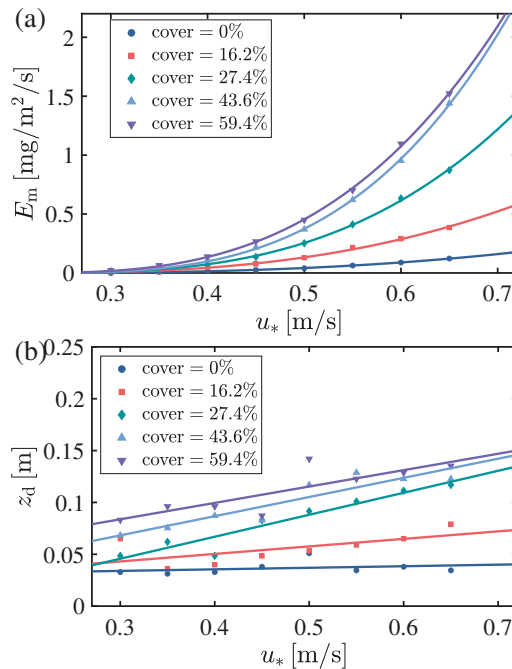 (a)
2
1.5
1
0.5
0
E_m [mg/m²/s]
cover = 0%
cover = 16.2%
cover = 27.4%
cover = 43.6%
cover = 59.4%
0.3 0.4 0.5 0.6 0.7
u_* [m/s]
(b)
0.25
0.2
0.15
0.1
0.05
0
z_d [m]
cover = 0%
cover = 16.2%
cover = 27.4%
cover = 43.6%
cover = 59.4%
0.3 0.4 0.5 0.6 0.7
u_* [m/s]